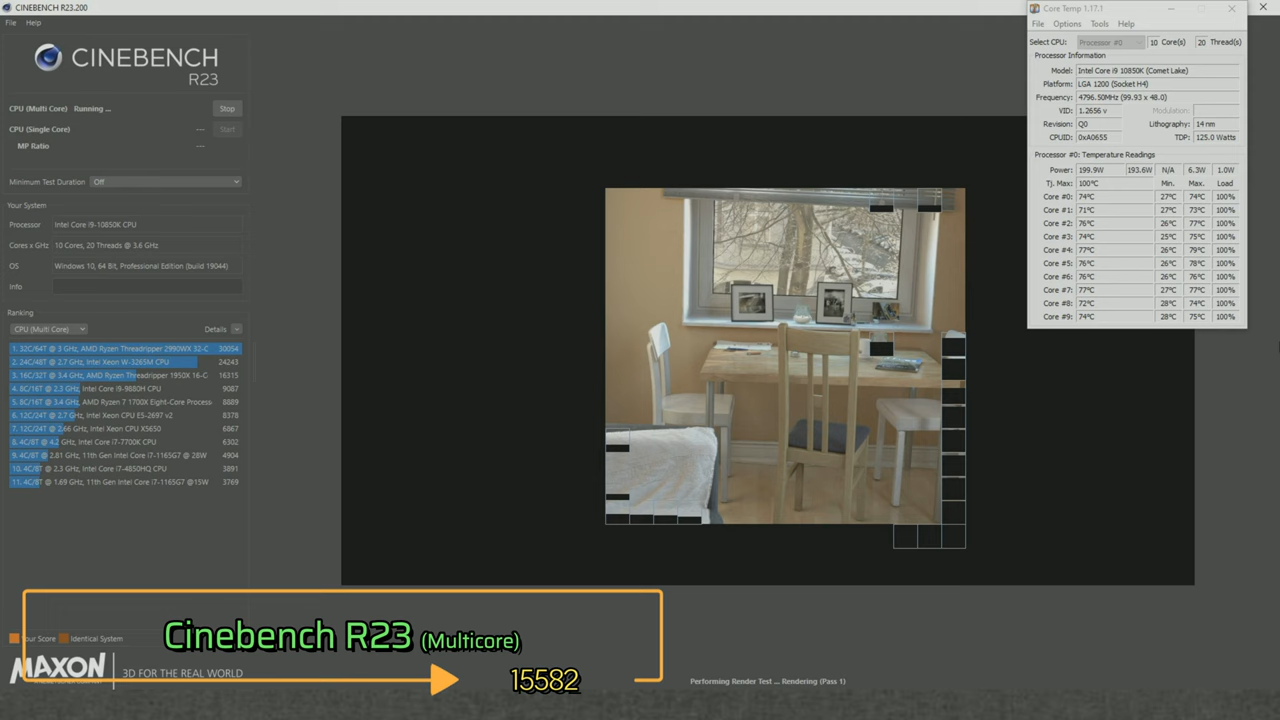 CINEBENCH R23.200
File Help
CINEBENCH
R23
CPU (Multi Core) Running ... Stop
CPU (Single Core) --- Start
MP Ratio ---
Minimum Test Duration Off
Your System
Processor Intel Core i9-10850K CPU
Cores x GHz 10 Cores, 20 Threads @ 3.6 GHz
OS Windows 10, 64 Bit, Professional Edition (build 19044)
Info
Ranking
CPU (Multi Core) Details
1. 32C/64T @ 3 GHz, AMD Ryzen Threadripper 2990WX 32-C 30054
2. 24C/48T @ 2.7 GHz, Intel Xeon W-3265M CPU 24243
3. 16C/32T @ 3.4 GHz, AMD Ryzen Threadripper 1950X 16-C 16315
4. 8C/16T @ 2.3 GHz, Intel Core i9-9880H CPU 9087
5. 8C/16T @ 3.4 GHz, AMD Ryzen 7 1700X Eight-Core Process 8889
6. 12C/24T @ 2.7 GHz, Intel Xeon CPU E5-2697 v2 8378
7. 12C/24T @ 2.66 GHz, Intel Xeon CPU X5650 6867
8. 4C/8T @ 4.2 GHz, Intel Core i7-7700K CPU 6302
9. 4C/8T @ 2.81 GHz, 11th Gen Intel Core i7-1165G7 @ 28W 4904
10. 4C/8T @ 2.3 GHz, Intel Core i7-4850HQ CPU 3891
11. 4C/8T @ 1.69 GHz, 11th Gen Intel Core i7-1165G7 @15W 3769
Your Score Identical System
Cinebench R23 (Multicore)
15582
MAXON 3D FOR THE REAL WORLD
Performing Render Test ... Rendering (Pass 1)
Core Temp 1.17.1
File Options Tools Help
Select CPU: Processor #0 10 Core(s) 20 Thread(s)
Processor Information
Model: Intel Core i9 10850K (Comet Lake)
Platform: LGA 1200 (Socket H4)
Frequency: 4796.50MHz (99.93 x 48.0)
VID: 1.2656 v Modulation:
Revision: Q0 Lithography: 14 nm
CPUID: 0xA0655 TDP: 125.0 Watts
Processor #0: Temperature Readings
Power: 199.9W 193.6W N/A 6.3W 1.0W
Tj. Max: 100°C Min. Max. Load
Core #0: 74°C 27°C 74°C 100%
Core #1: 71°C 27°C 73°C 100%
Core #2: 76°C 26°C 77°C 100%
Core #3: 74°C 25°C 75°C 100%
Core #4: 77°C 26°C 79°C 100%
Core #5: 76°C 26°C 78°C 100%
Core #6: 76°C 26°C 76°C 100%
Core #7: 77°C 27°C 77°C 100%
Core #8: 72°C 28°C 74°C 100%
Core #9: 74°C 28°C 75°C 100%